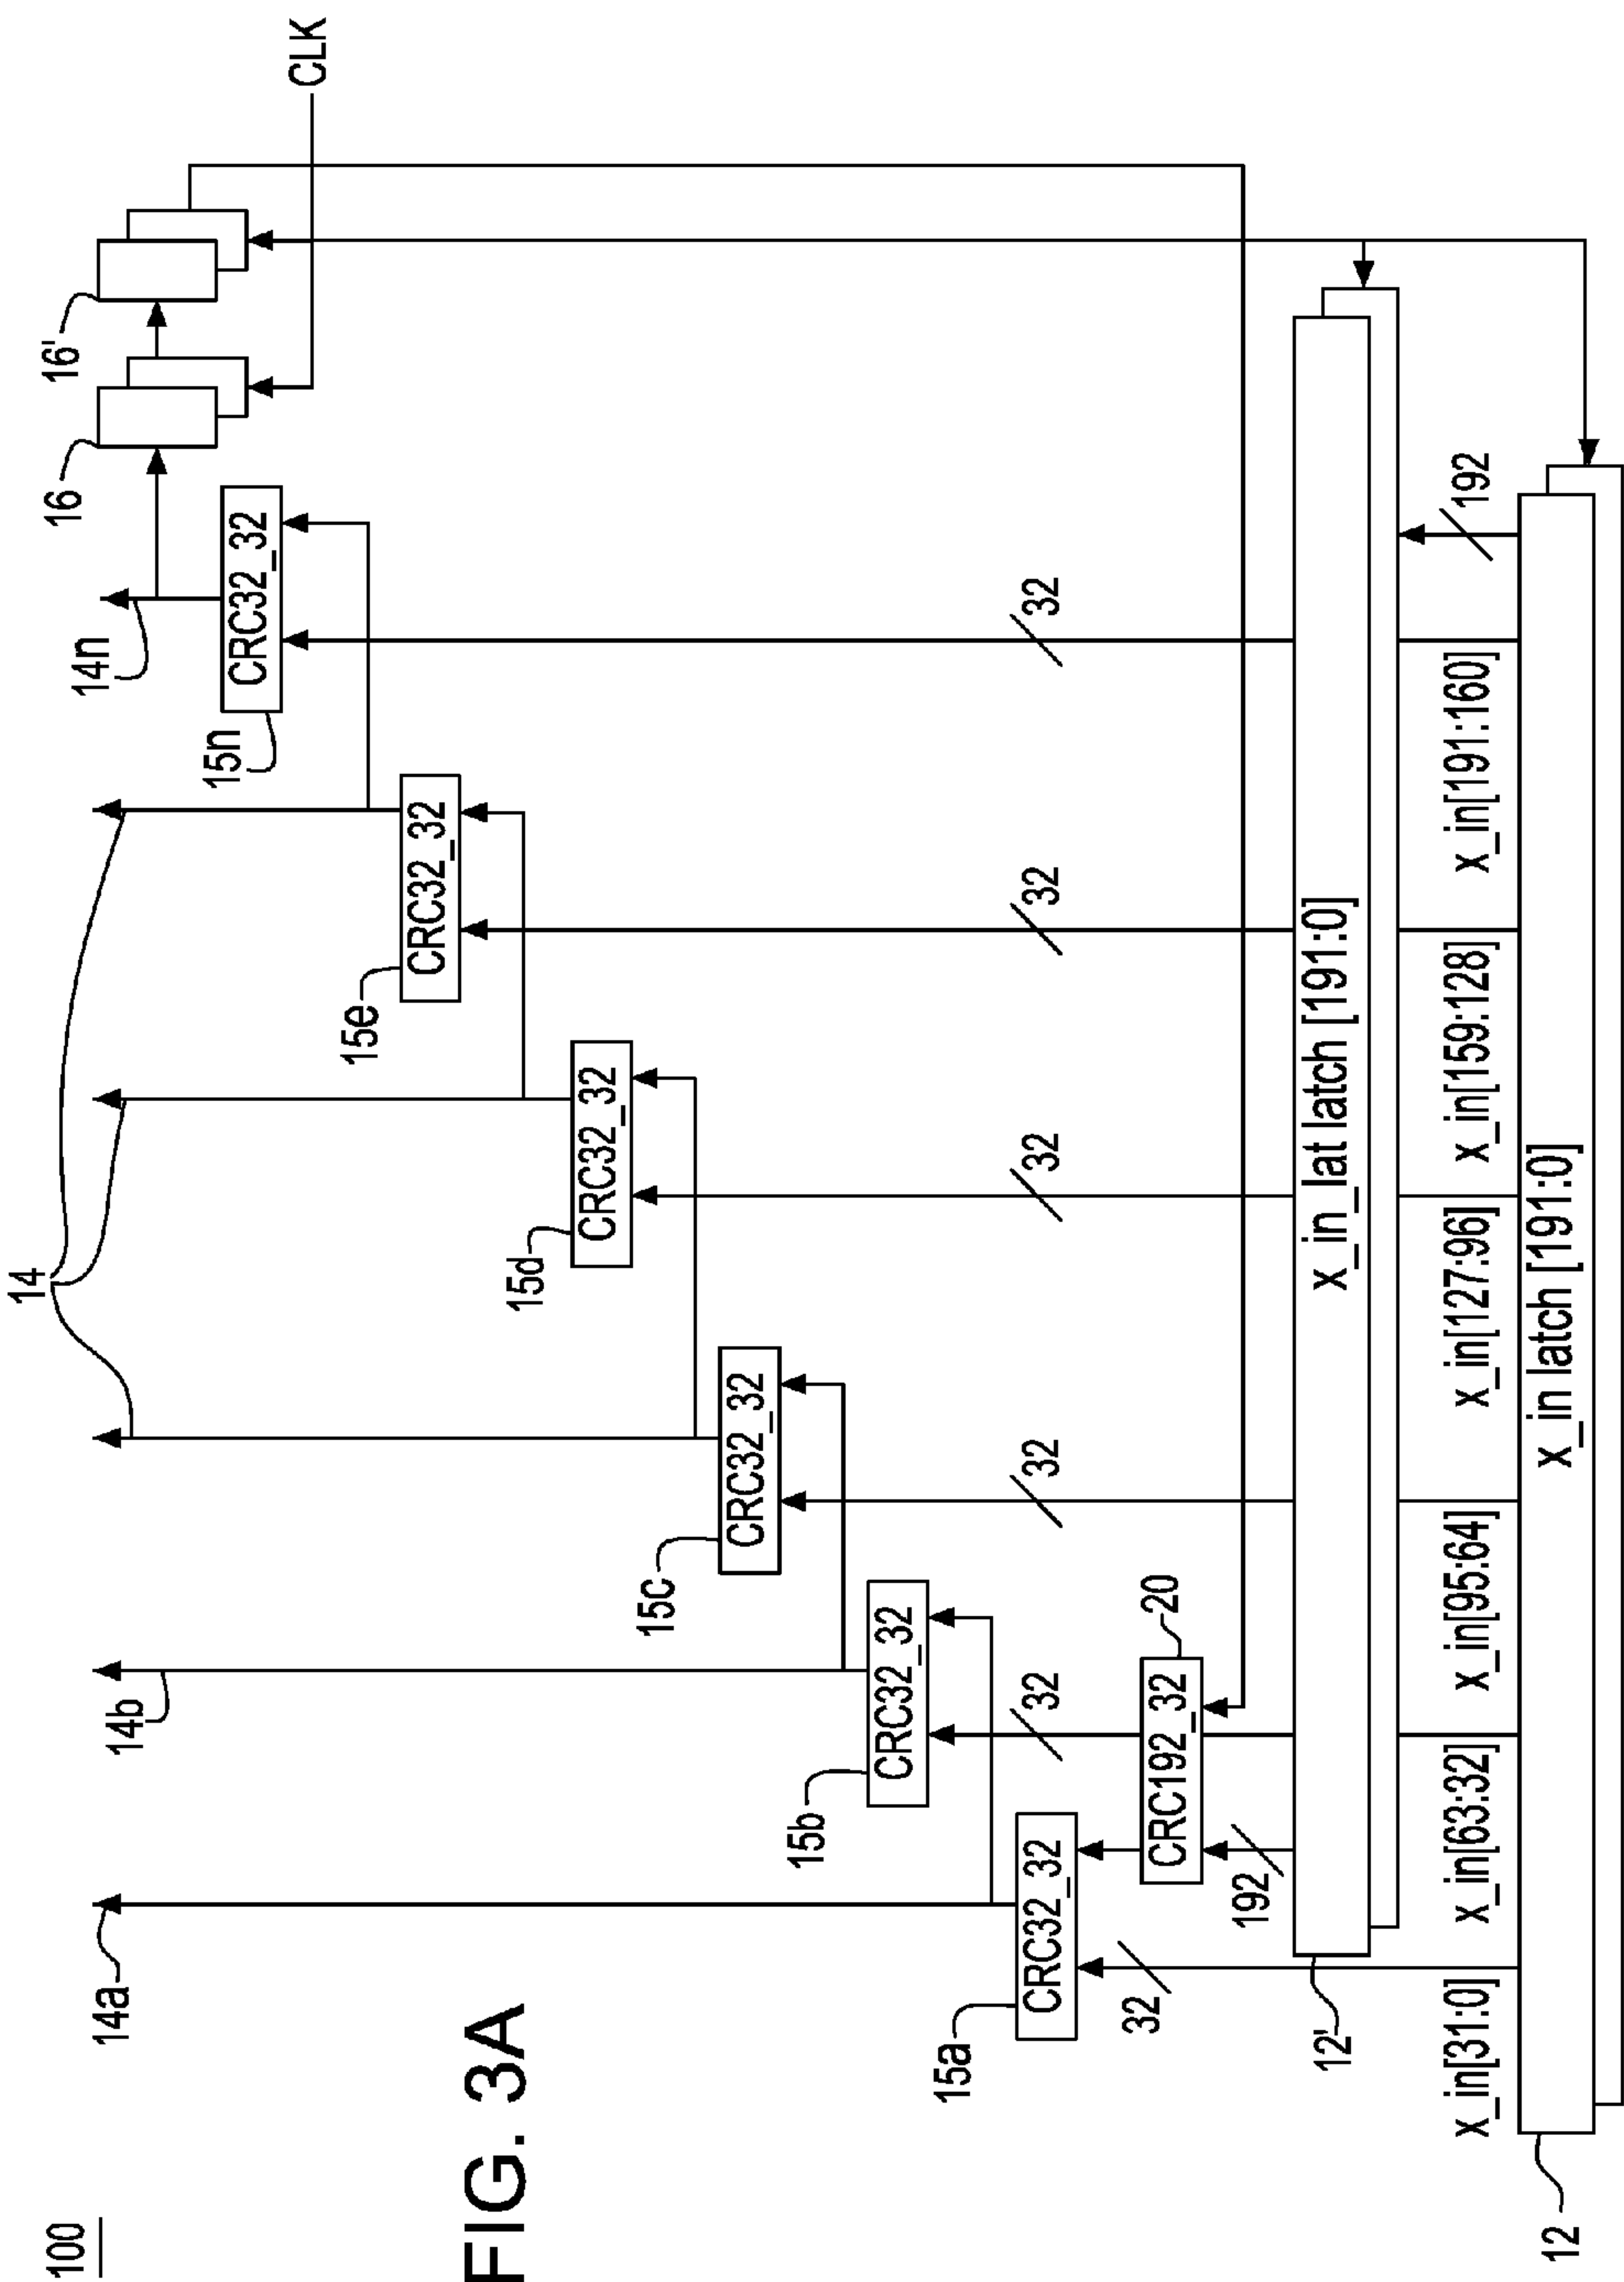 100
FIG. 3A
14
14a
14b
14n
16
16'
CLK
CRC32_32
15n
CRC32_32
15e
CRC32_32
15d
CRC32_32
15c
CRC32_32
15b
CRC32_32
15a
CRC192_32
20
32
32
32
32
32
32
192
192
x_in_lat latch [191:0]
12'
x_in[31:0]
x_in[63:32]
x_in[95:64]
x_in[127:96]
x_in[159:128]
x_in[191:160]
x_in latch [191:0]
12